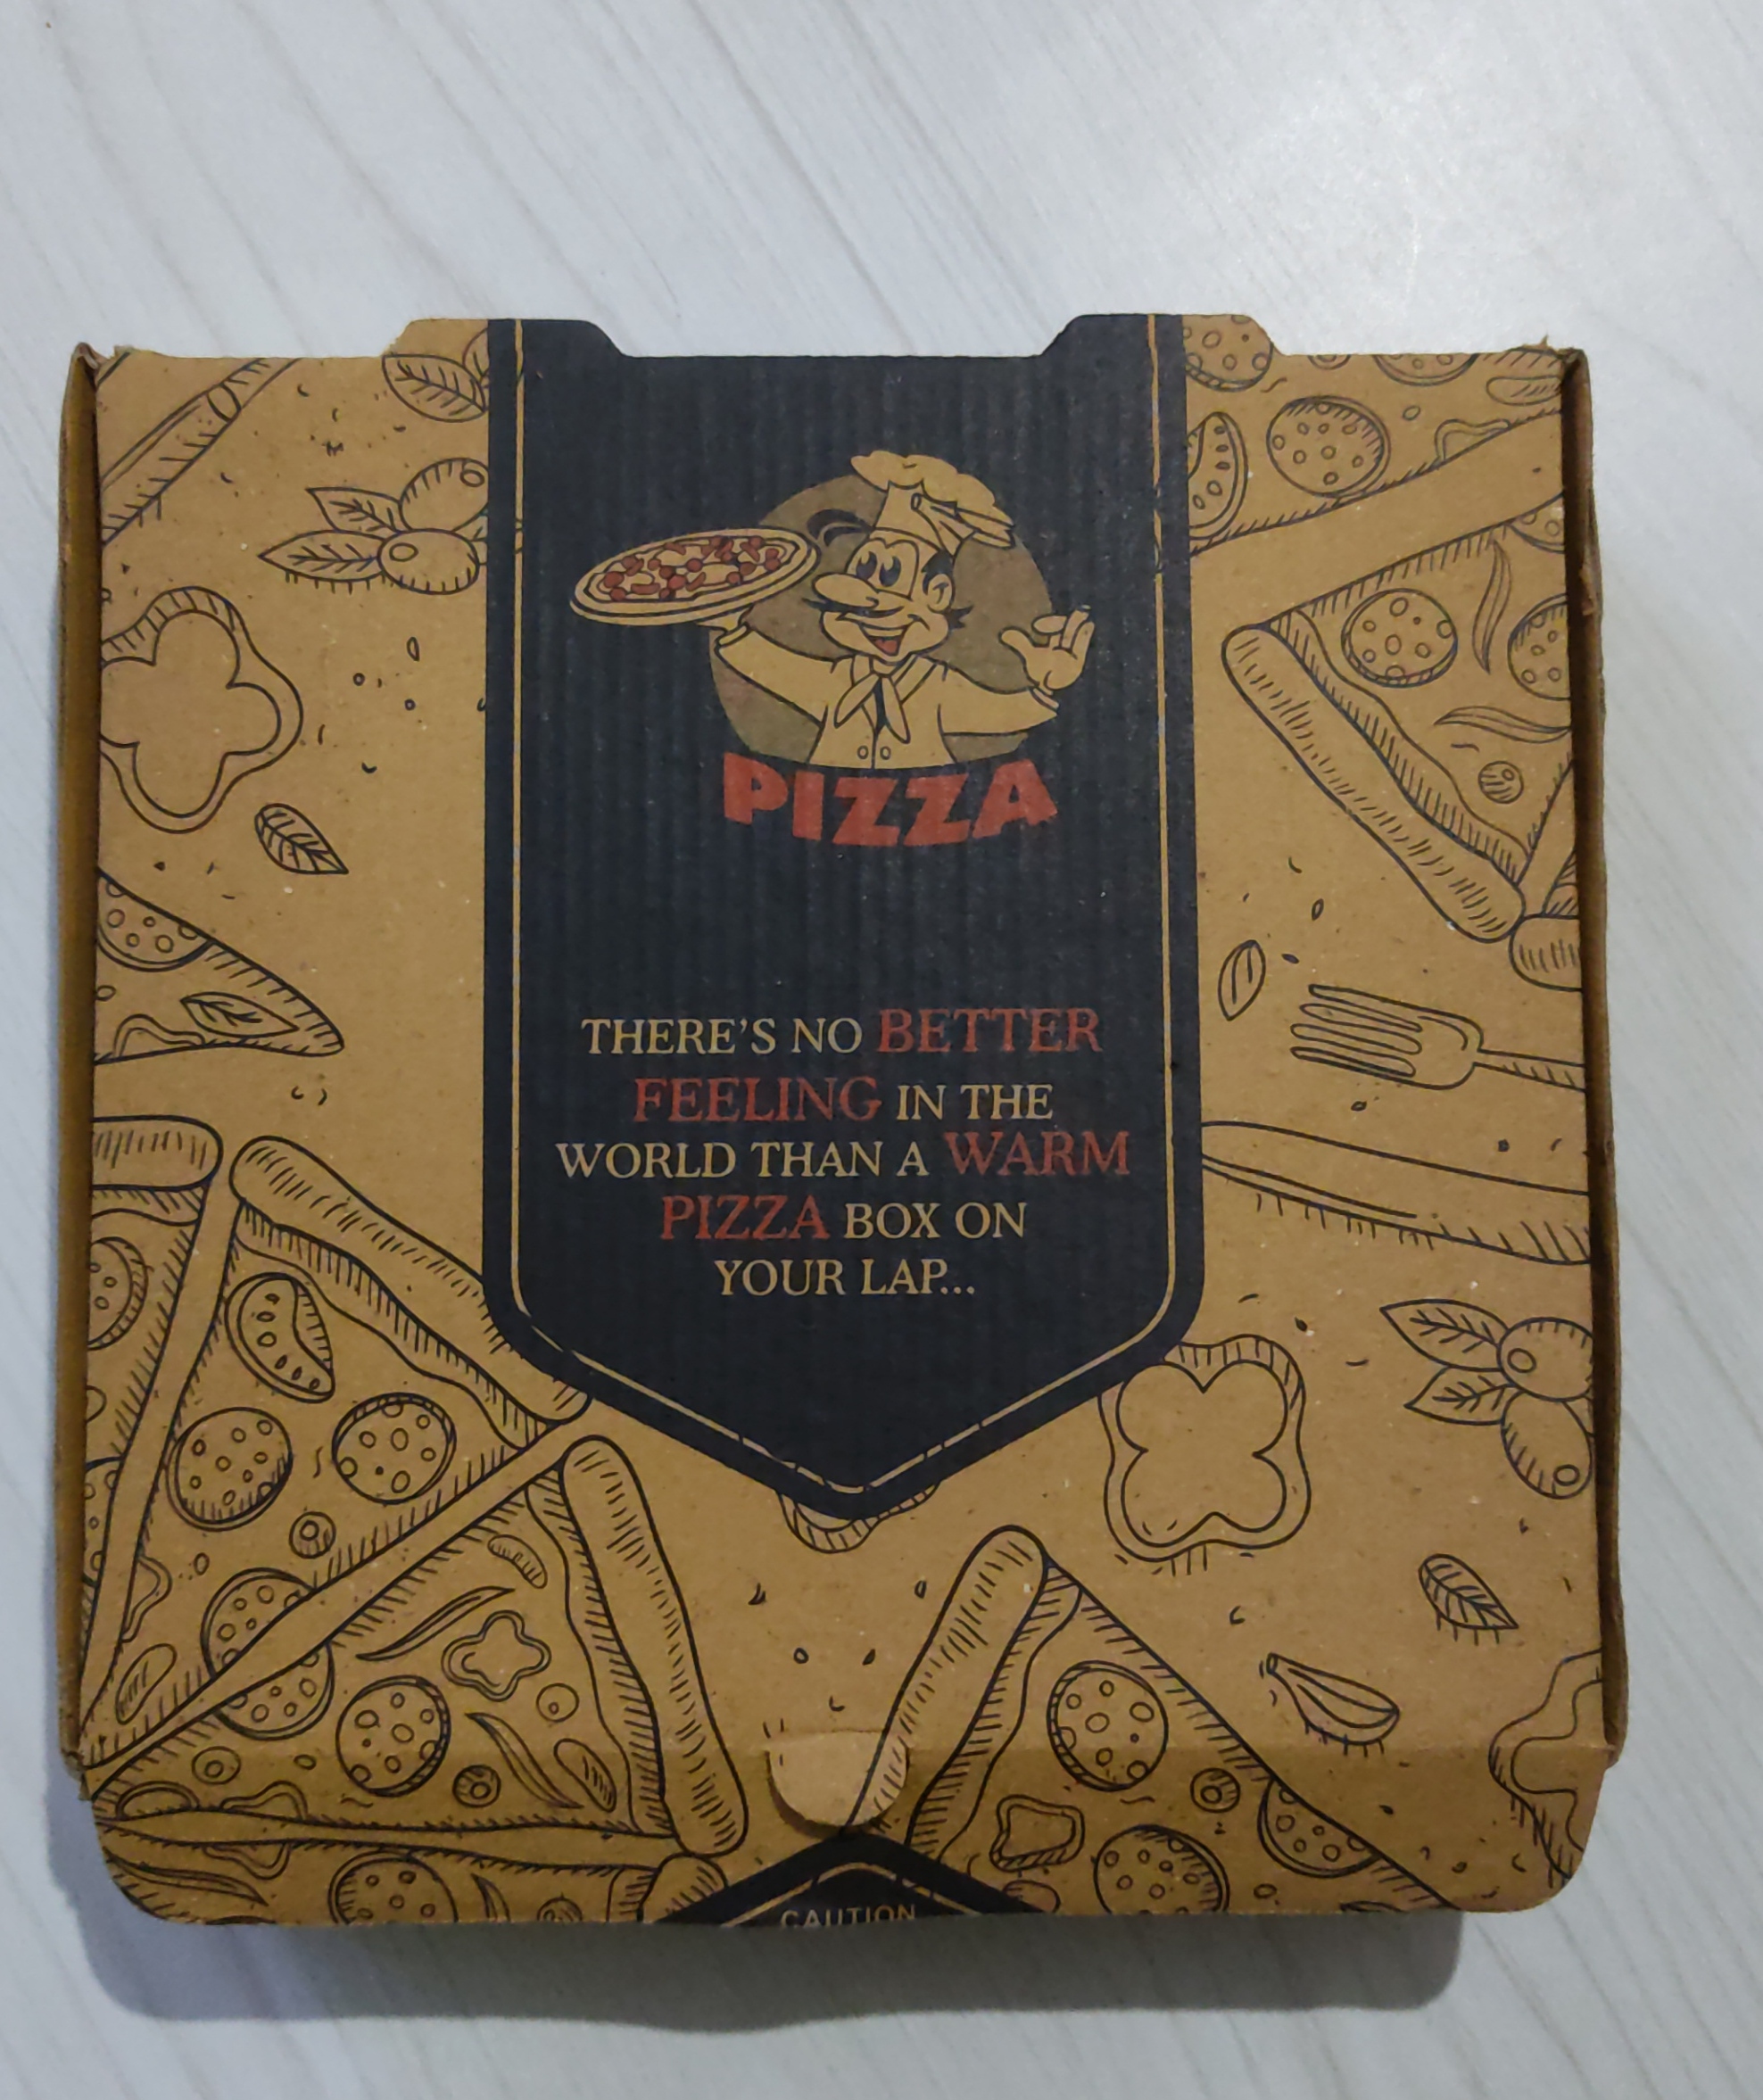 PIZZA
THERE'S NO BETTER
FEELING IN THE
WORLD THAN A WARM
PIZZA BOX ON
YOUR LAP...
CAUTION